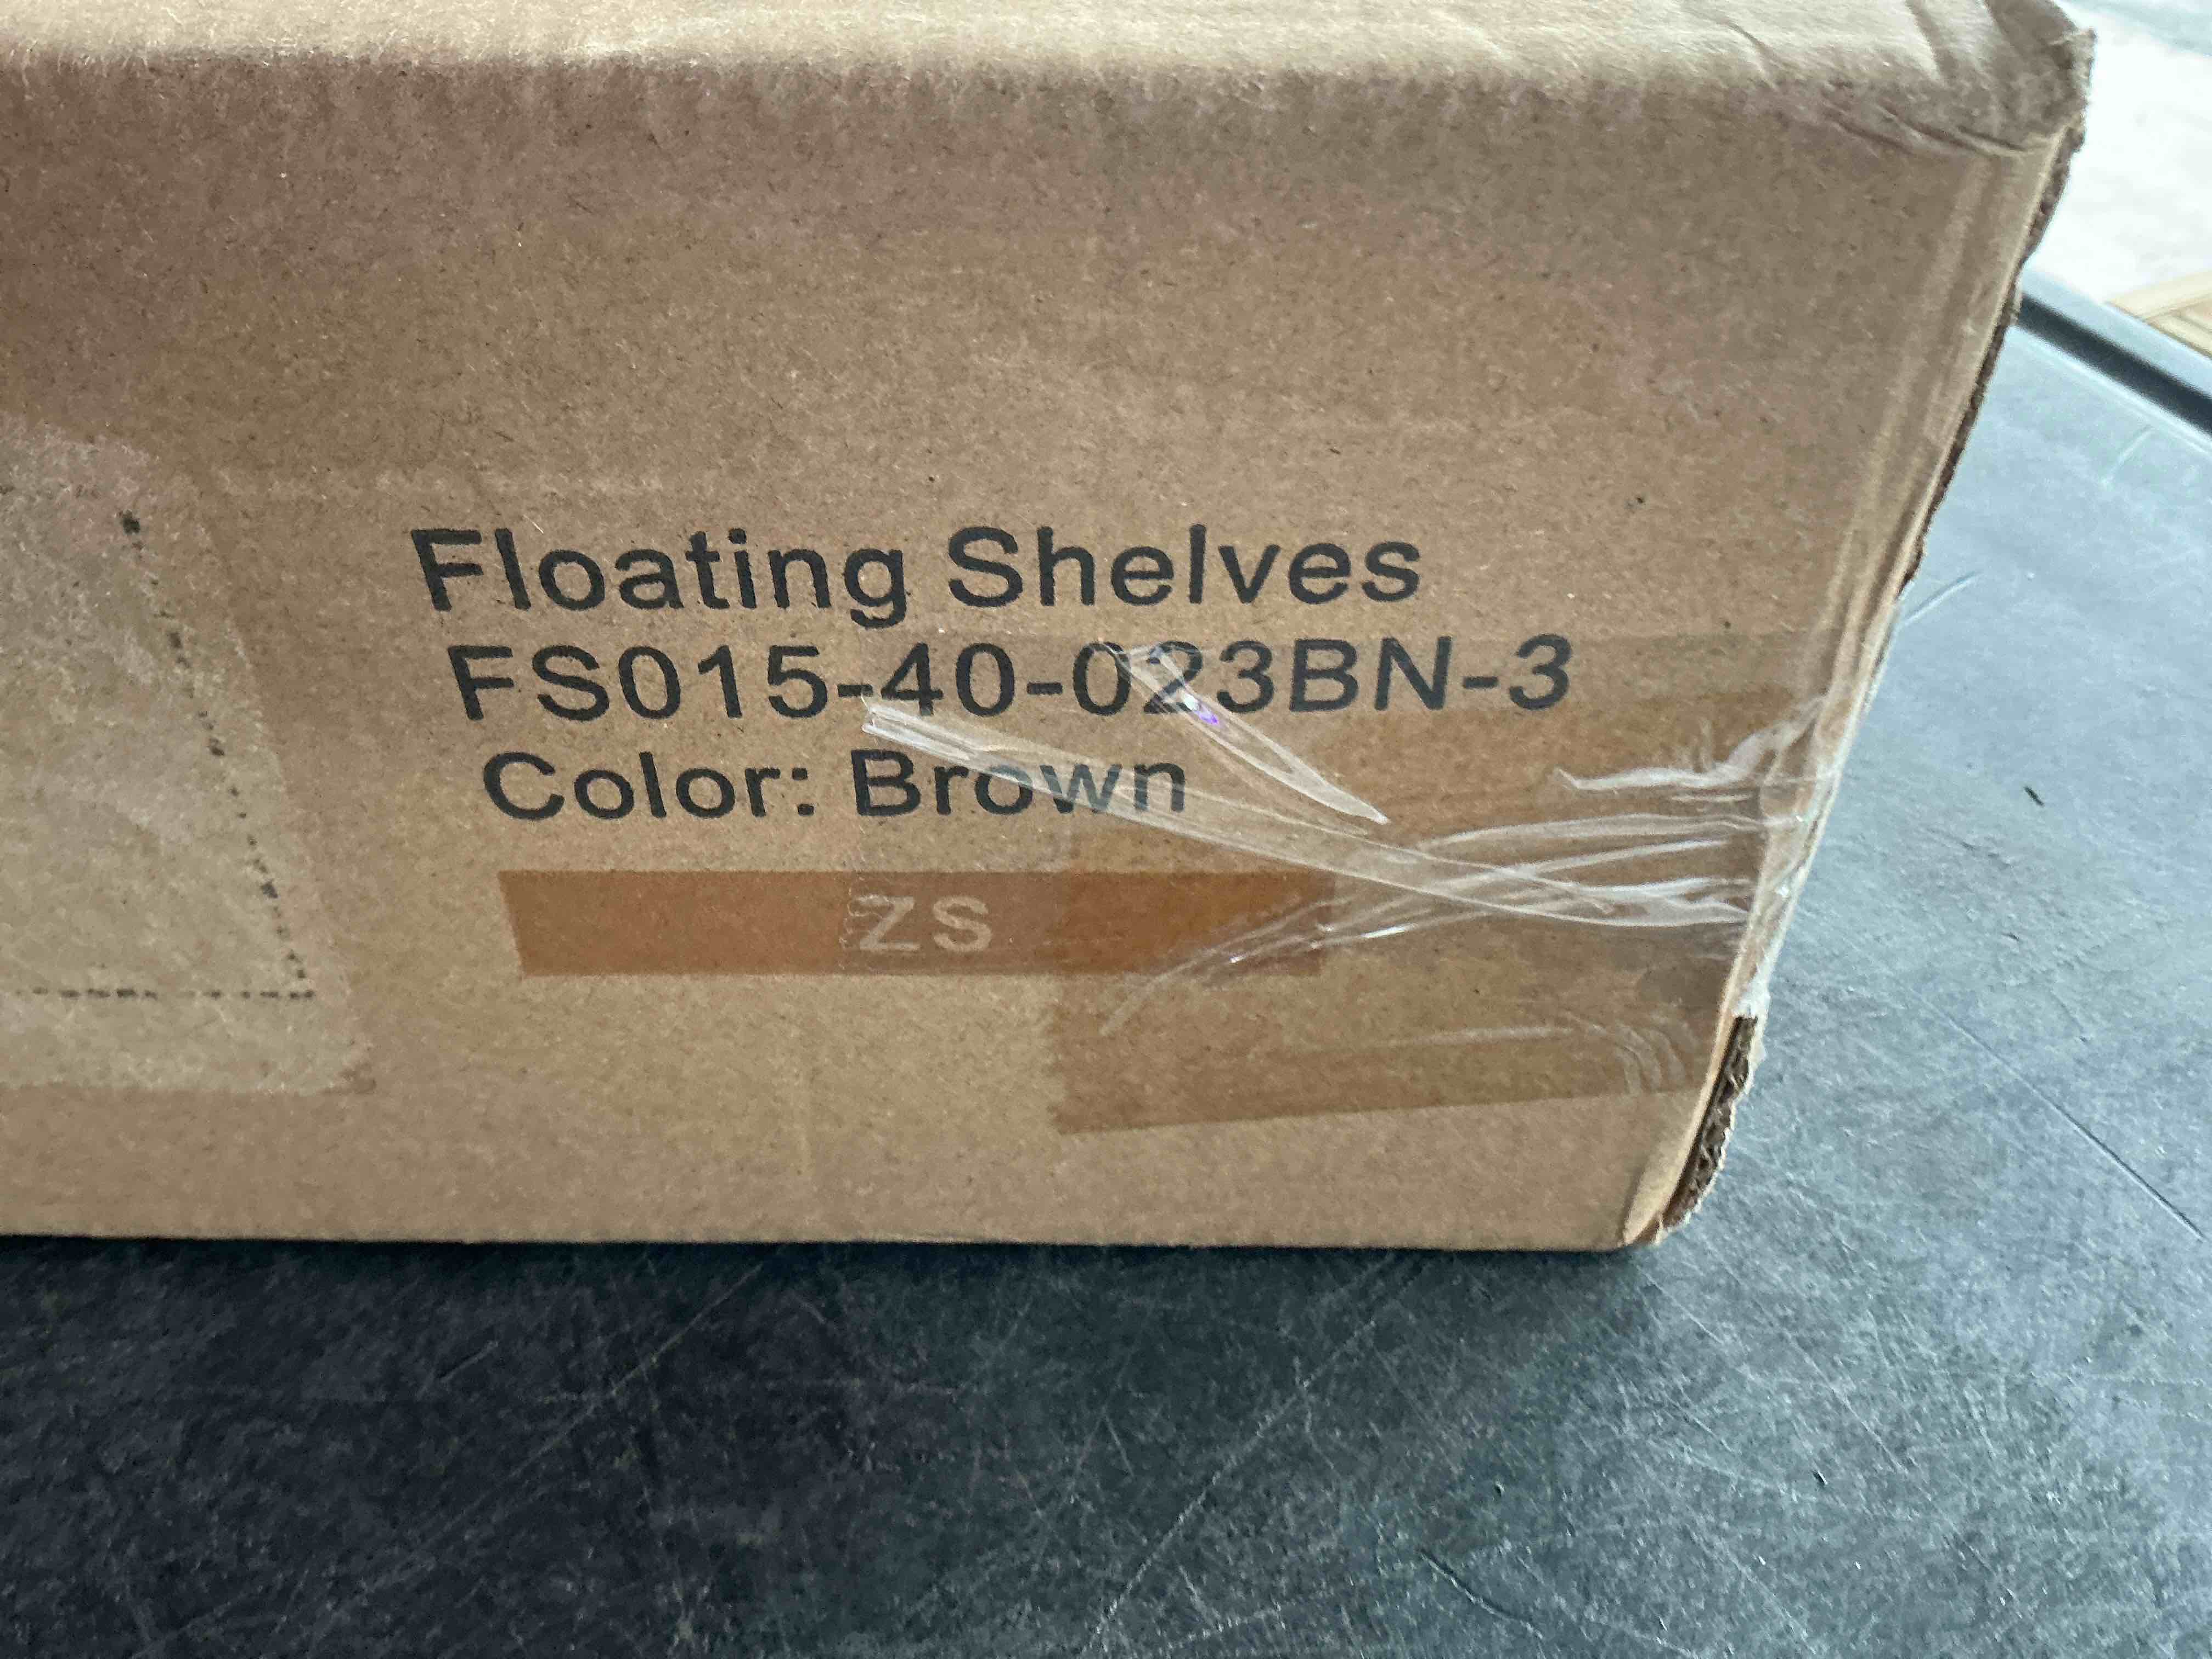 Floating Shelves
FS015-40-023BN-3
Color: Brown
ZS